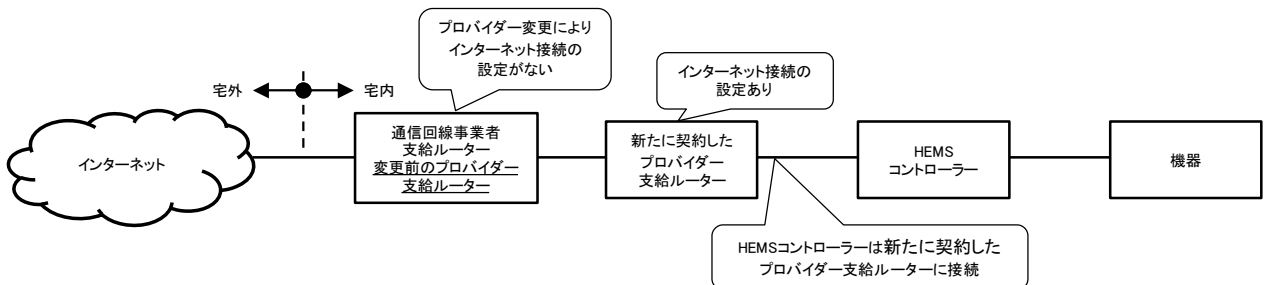 プロバイダー変更により
インターネット接続の
設定がない
インターネット接続の
設定あり
宅外
宅内
インターネット
通信回線事業者
支給ルーター
変更前のプロバイダー
支給ルーター
新たに契約した
プロバイダー
支給ルーター
HEMS
コントローラー
機器
HEMSコントローラーは新たに契約した
プロバイダー支給ルーターに接続